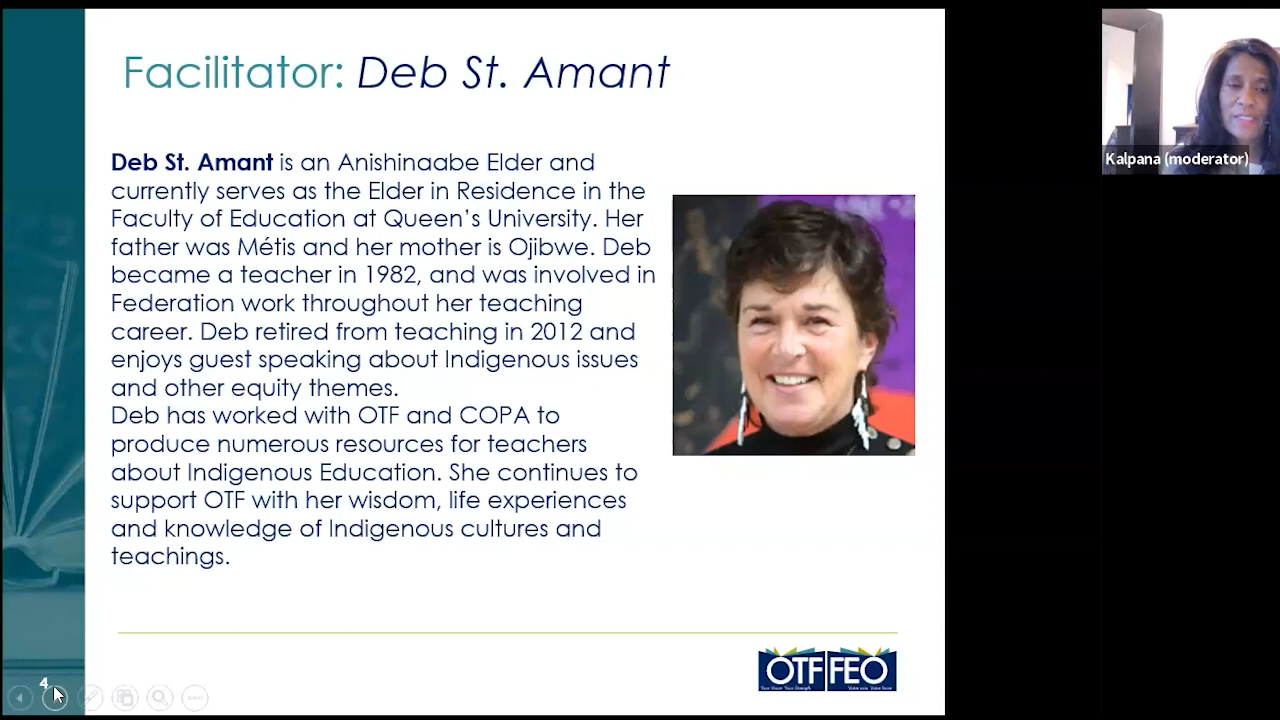 Facilitator: Deb St. Amant
Deb St. Amant is an Anishinaabe Elder and
currently serves as the Elder in Residence in the
Faculty of Education at Queen's University. Her
father was Métis and her mother is Ojibwe. Deb
became a teacher in 1982, and was involved in
Federation work throughout her teaching
career. Deb retired from teaching in 2012 and
enjoys guest speaking about Indigenous issues
and other equity themes.
Deb has worked with OTF and COPA to
produce numerous resources for teachers
about Indigenous Education. She continues to
support OTF with her wisdom, life experiences
and knowledge of Indigenous cultures and
teachings.
Kalpana (moderator)
OTF FEO
4